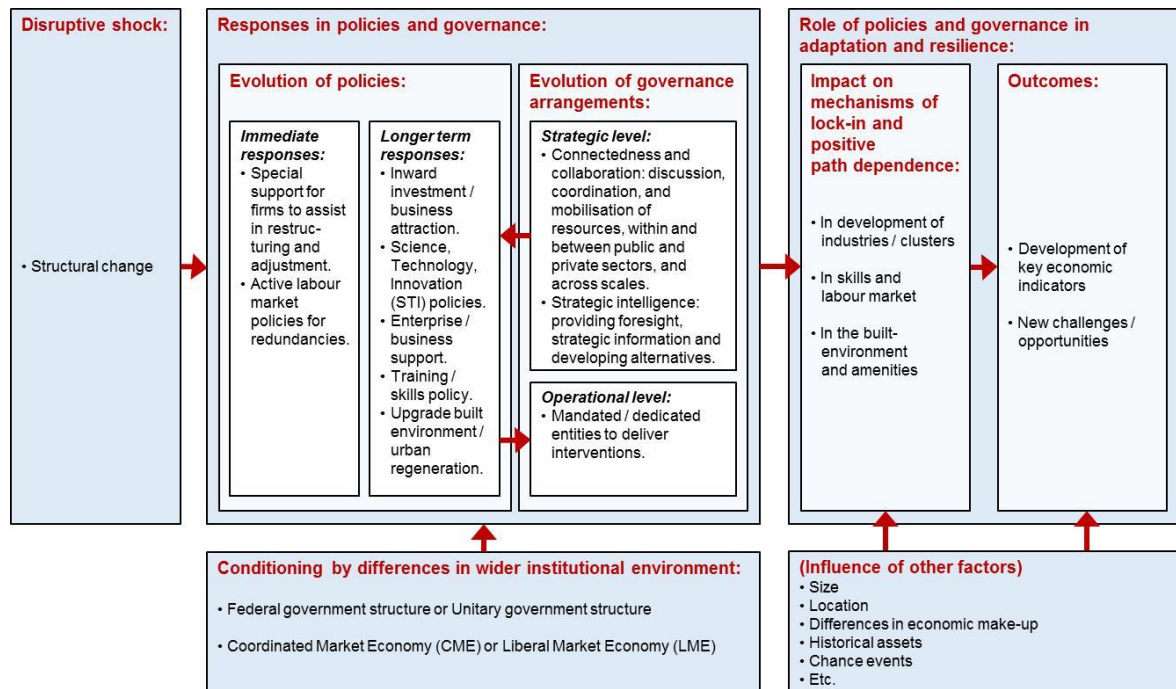 Disruptive shock:
• Structural change
Responses in policies and governance:
Evolution of policies:
Immediate
responses:
• Special
support for
firms to assist
in restruc-
turing and
adjustment.
• Active labour
market
policies for
redundancies.
Longer term
responses:
• Inward
investment /
business
attraction.
• Science,
Technology,
Innovation
(STI) policies.
• Enterprise /
business
support.
• Training /
skills policy.
• Upgrade built
environment /
urban
regeneration.
Evolution of governance
arrangements:
Strategic level:
• Connectedness and
collaboration: discussion,
coordination, and
mobilisation of
resources, within and
between public and
private sectors, and
across scales.
• Strategic intelligence:
providing foresight,
strategic information and
developing alternatives.
Operational level:
• Mandated / dedicated
entities to deliver
interventions.
Role of policies and governance in
adaptation and resilience:
Impact on
mechanisms of
lock-in and
positive
path dependence:
• In development of
industries / clusters
• In skills and
labour market
• In the built-
environment
and amenities
Outcomes:
• Development of
key economic
indicators
• New challenges /
opportunities
Conditioning by differences in wider institutional environment:
• Federal government structure or Unitary government structure
• Coordinated Market Economy (CME) or Liberal Market Economy (LME)
(Influence of other factors)
• Size
• Location
• Differences in economic make-up
• Historical assets
• Chance events
• Etc.